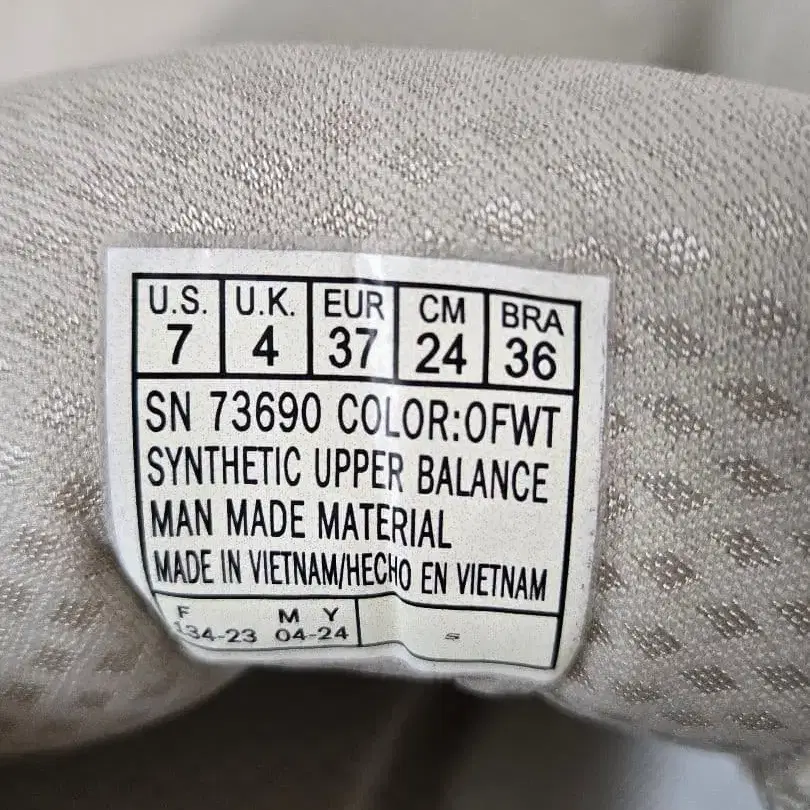 U.S. U.K. EUR CM BRA
7 4 37 24 36
SN 73690 COLOR:OFWT
SYNTHETIC UPPER BALANCE
MAN MADE MATERIAL
MADE IN VIETNAM/HECHO EN VIETNAM
F M Y
134-23 04-24